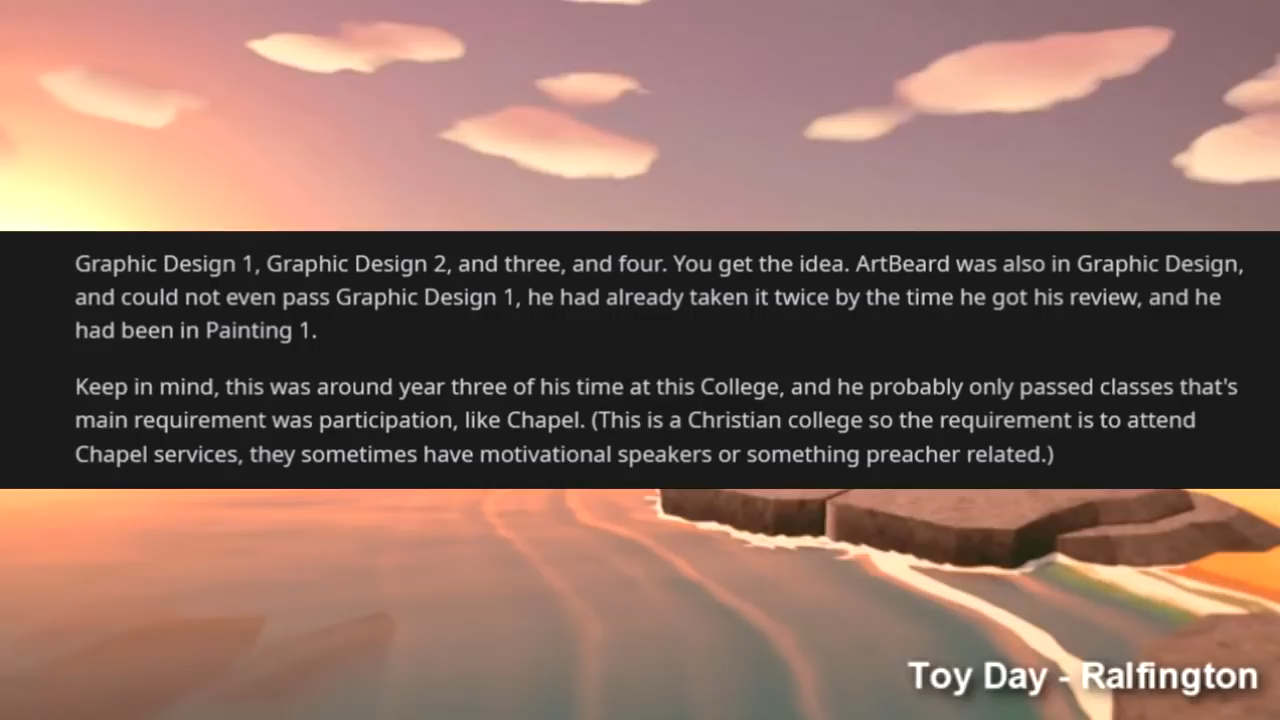 Graphic Design 1, Graphic Design 2, and three, and four. You get the idea. ArtBeard was also in Graphic Design,
and could not even pass Graphic Design 1, he had already taken it twice by the time he got his review, and he
had been in Painting 1.
Keep in mind, this was around year three of his time at this College, and he probably only passed classes that's
main requirement was participation, like Chapel. (This is a Christian college so the requirement is to attend
Chapel services, they sometimes have motivational speakers or something preacher related.)
Toy Day - Ralfington